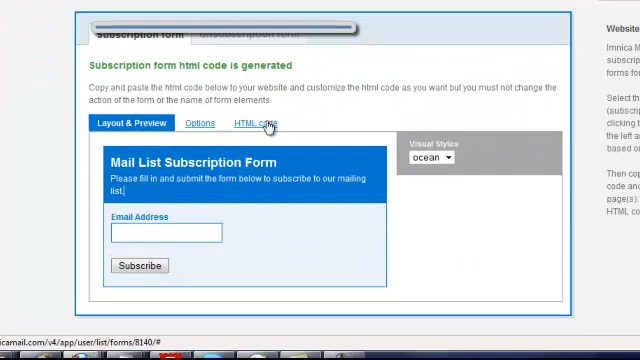 Subscription form
Unsubscription form
Subscription form html code is generated
Copy and paste the html code below to your website and customize the html code as you want but you must not change
the action of the form or the name of form elements.
Layout & Preview
Options
HTML code
Visual Styles
ocean
Mail List Subscription Form
Please fill in and submit the form below to subscribe to our mailing
list.
Email Address
Subscribe
Website
Imnica M
subscrip
forms fo
Select th
(subscrip
clicking t
the left a
based on
Then cop
code and
page(s).
HTML co
icamail.com/v4/app/user/list/forms/8140/#